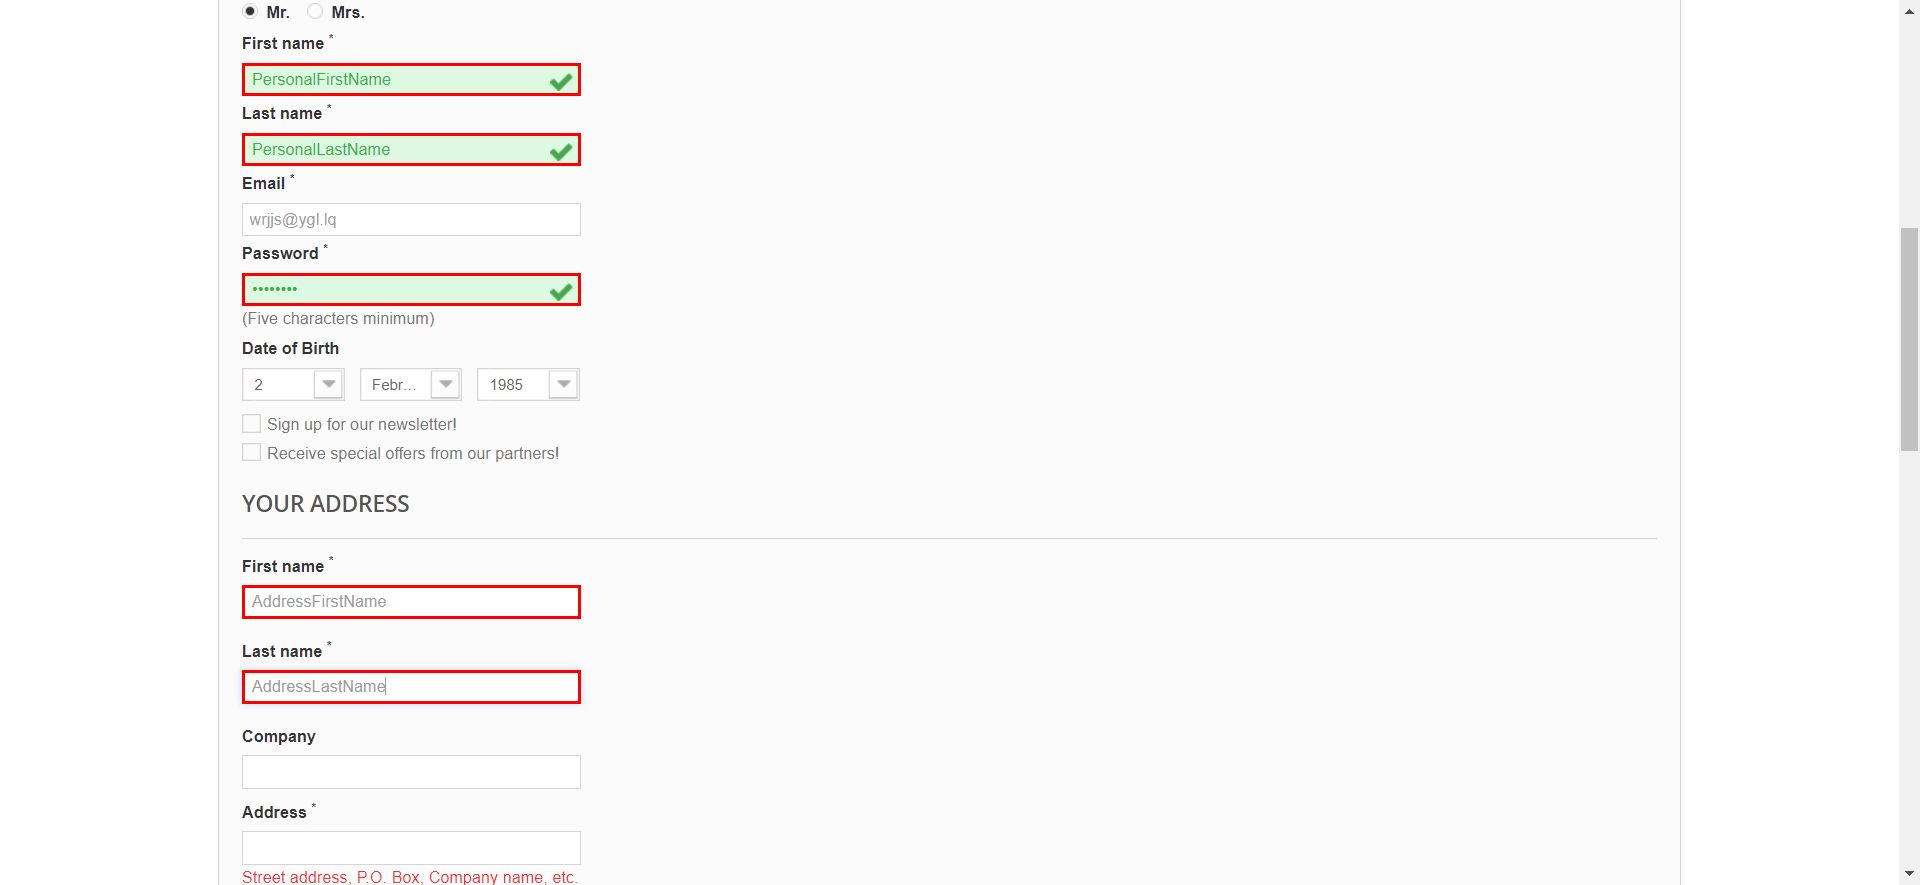 Mr. Mrs.
First name *
PersonalFirstName
Last name *
PersonalLastName
Email *
wrjjs@ygl.lq
Password *
••••••••
(Five characters minimum)
Date of Birth
2 Febr... 1985
Sign up for our newsletter!
Receive special offers from our partners!
YOUR ADDRESS
First name *
AddressFirstName
Last name *
AddressLastName
Company
Address *
Street address, P.O. Box, Company name, etc.